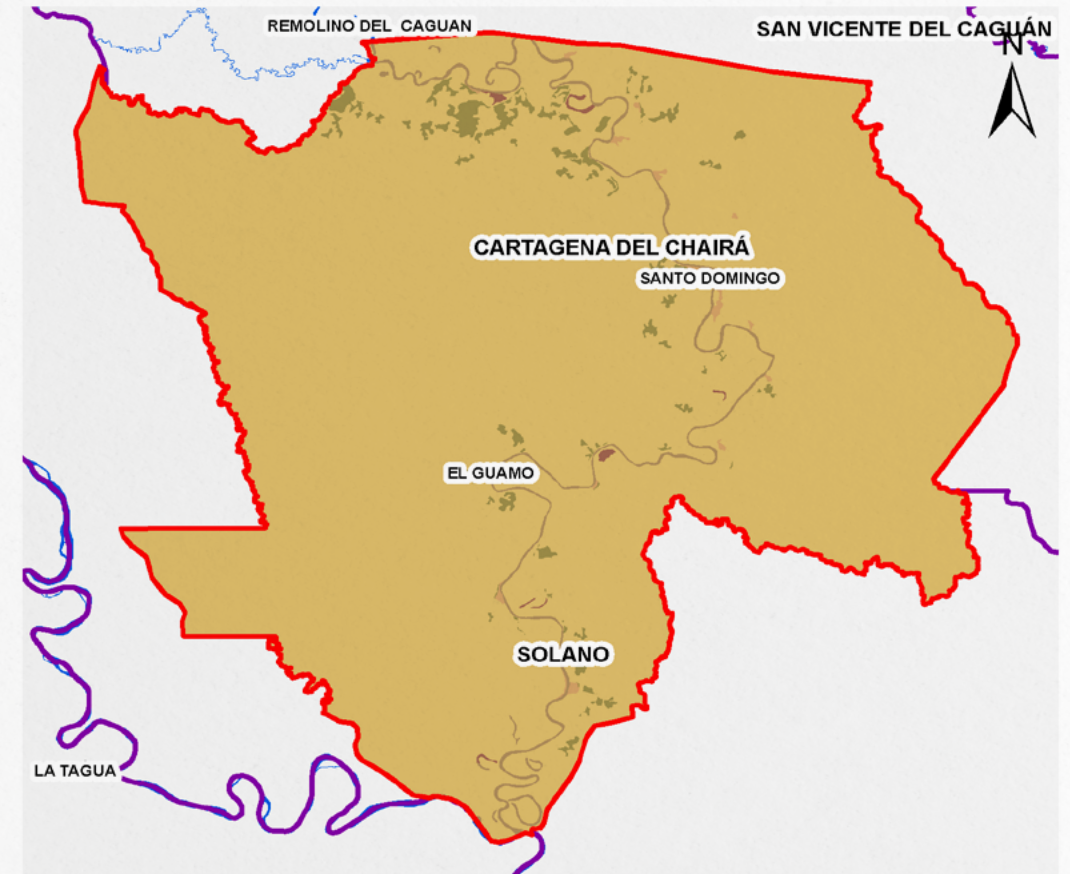 REMOLINO DEL CAGUAN
SAN VICENTE DEL CAGUÁN
N
CARTAGENA DEL CHAIRÁ
SANTO DOMINGO
EL GUAMO
SOLANO
LA TAGUA